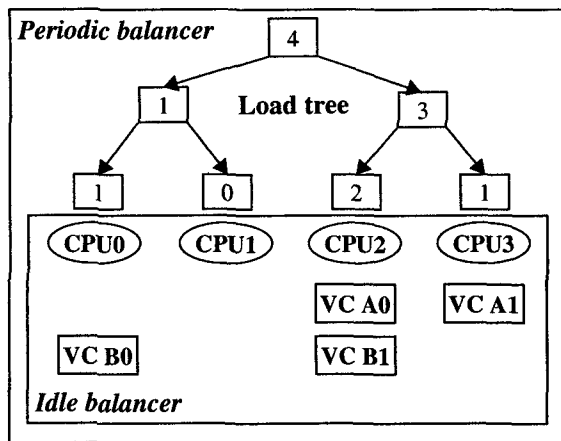 Periodic balancer
4
1 Load tree 3
1 0 2 1
CPU0 CPU1 CPU2 CPU3
VC A0 VC A1
VC B0 VC B1
Idle balancer